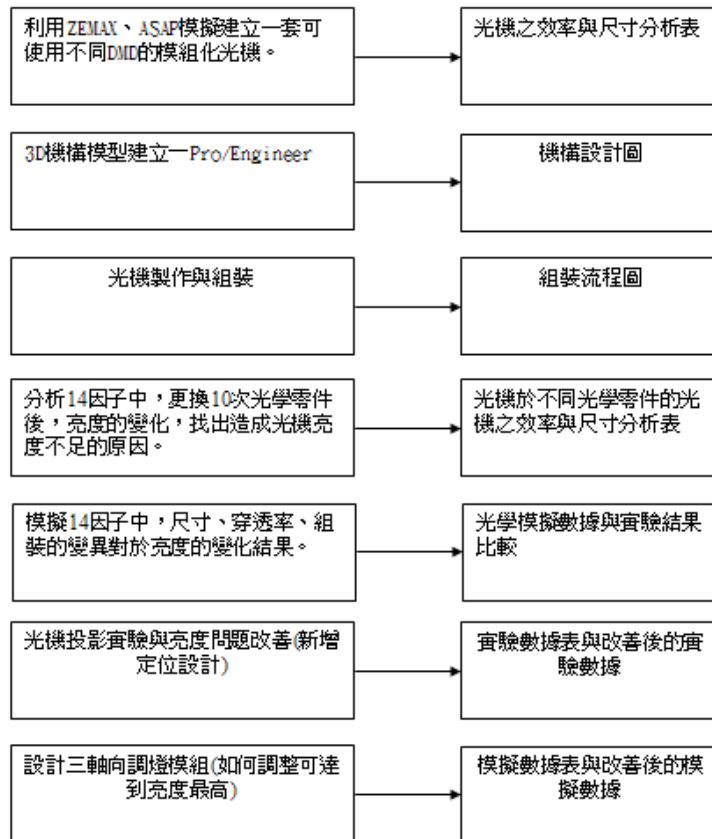 利用ZEMAX、ASAP模擬建立一套可
使用不同DMD的模組化光機。
光機之效率與尺寸分析表
3D機構模型建立—Pro/Engineer
機構設計圖
光機製作與組裝
組裝流程圖
分析14因子中，更換10次光學零件
後，亮度的變化，找出造成光機亮
度不足的原因。
光機於不同光學零件的光
機之效率與尺寸分析表
模擬14因子中，尺寸、穿透率、組
裝的變異對於亮度的變化結果。
光學模擬數據與實驗結果
比較
光機投影實驗與亮度問題改善(新增
定位設計)
實驗數據表與改善後的實
驗數據
設計三軸向調燈模組(如何調整可達
到亮度最高)
模擬數據表與改善後的模
擬數據